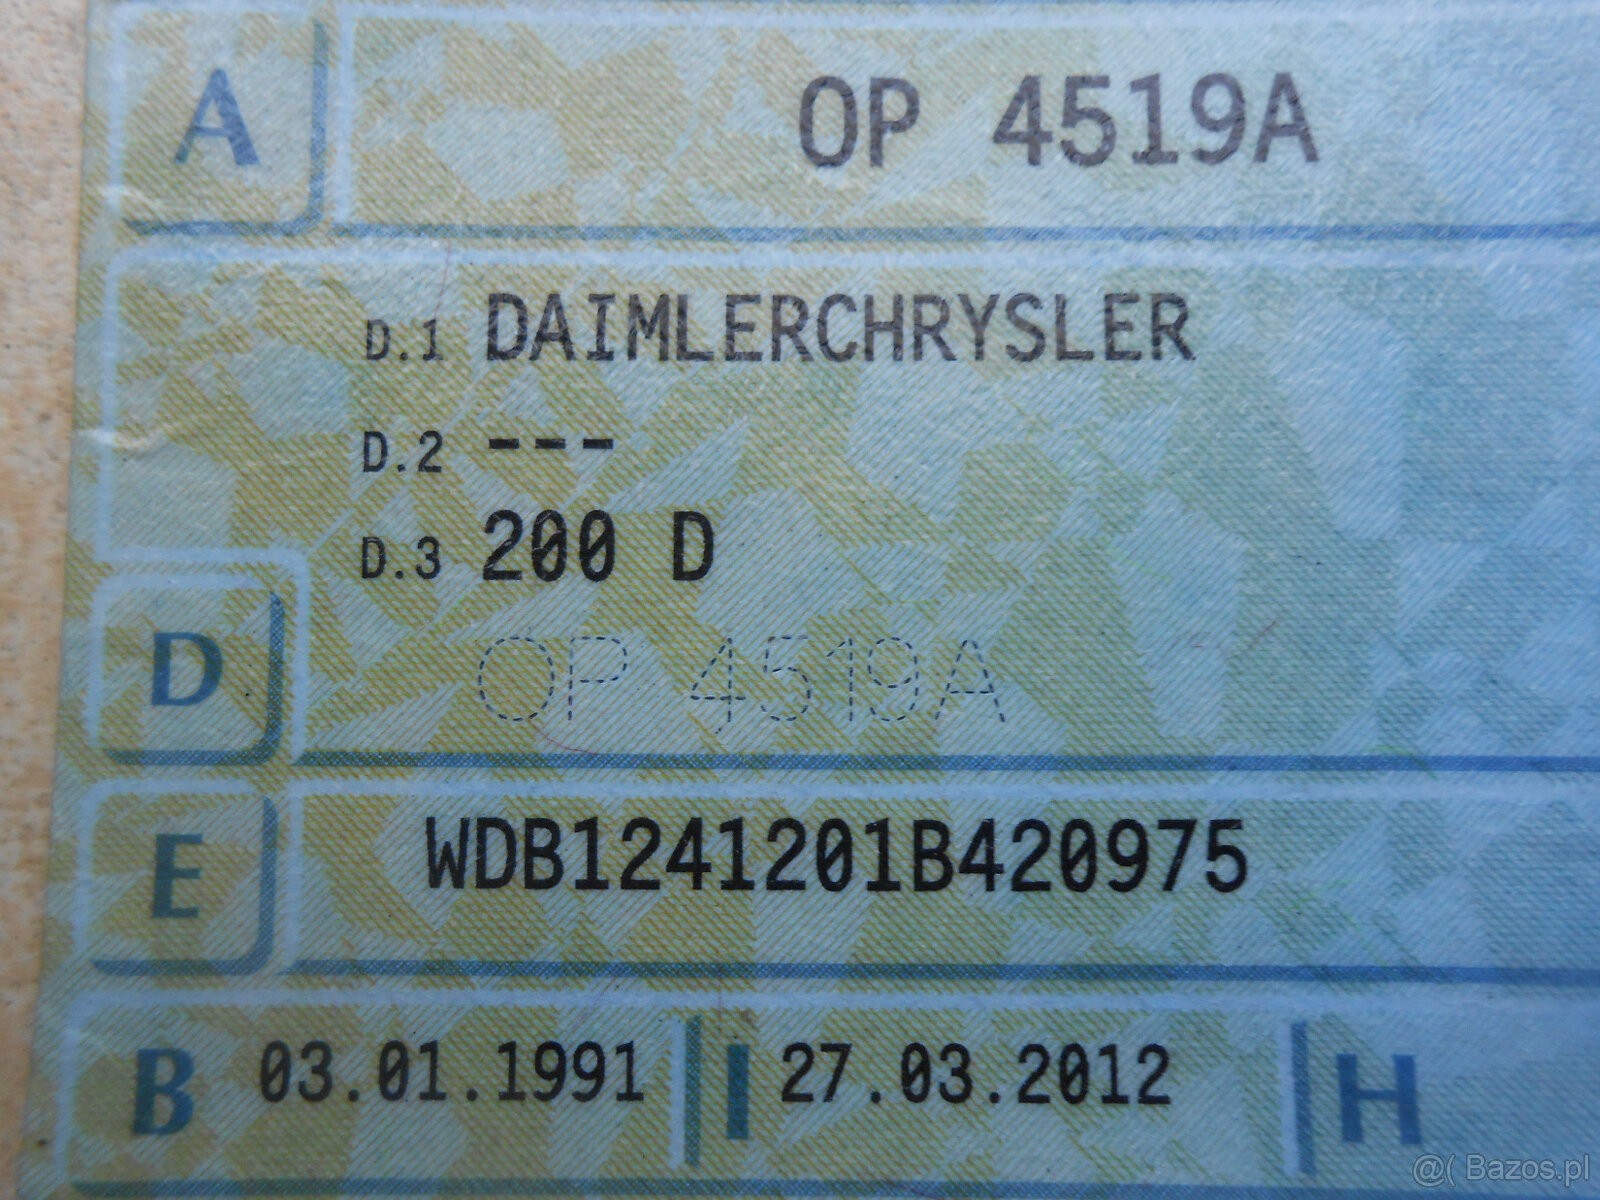 A OP 4519A
D.1 DAIMLERCHRYSLER
D.2 ---
D.3 200 D
D OP 4519A
E WDB1241201B420975
B 03.01.1991 I 27.03.2012 H
@( Bazos.pl